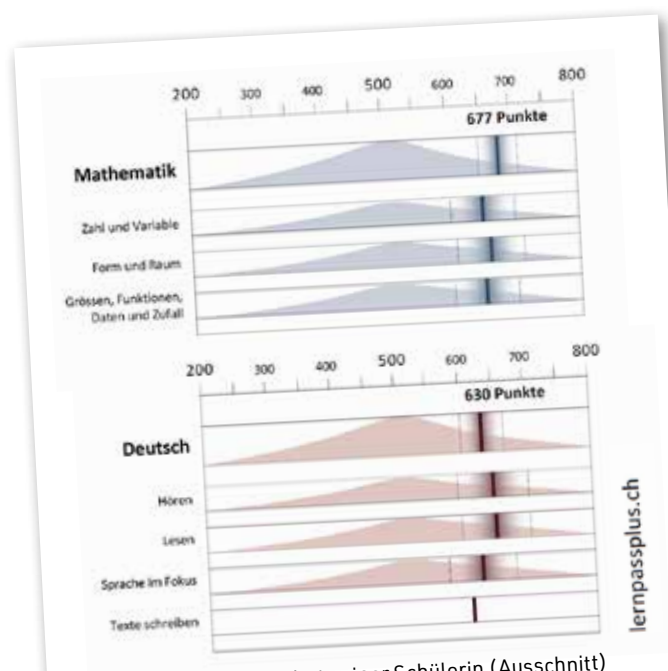 200 300 400 500 600 700 800
677 Punkte
Mathematik
Zahl und Variable
Form und Raum
Grössen, Funktionen,
Daten und Zufall
200 300 400 500 600 700 800
630 Punkte
Deutsch
Hören
Lesen
Sprache im Fokus
Texte schreiben
lernpassplus.ch
einer Schülerin (Ausschnitt)